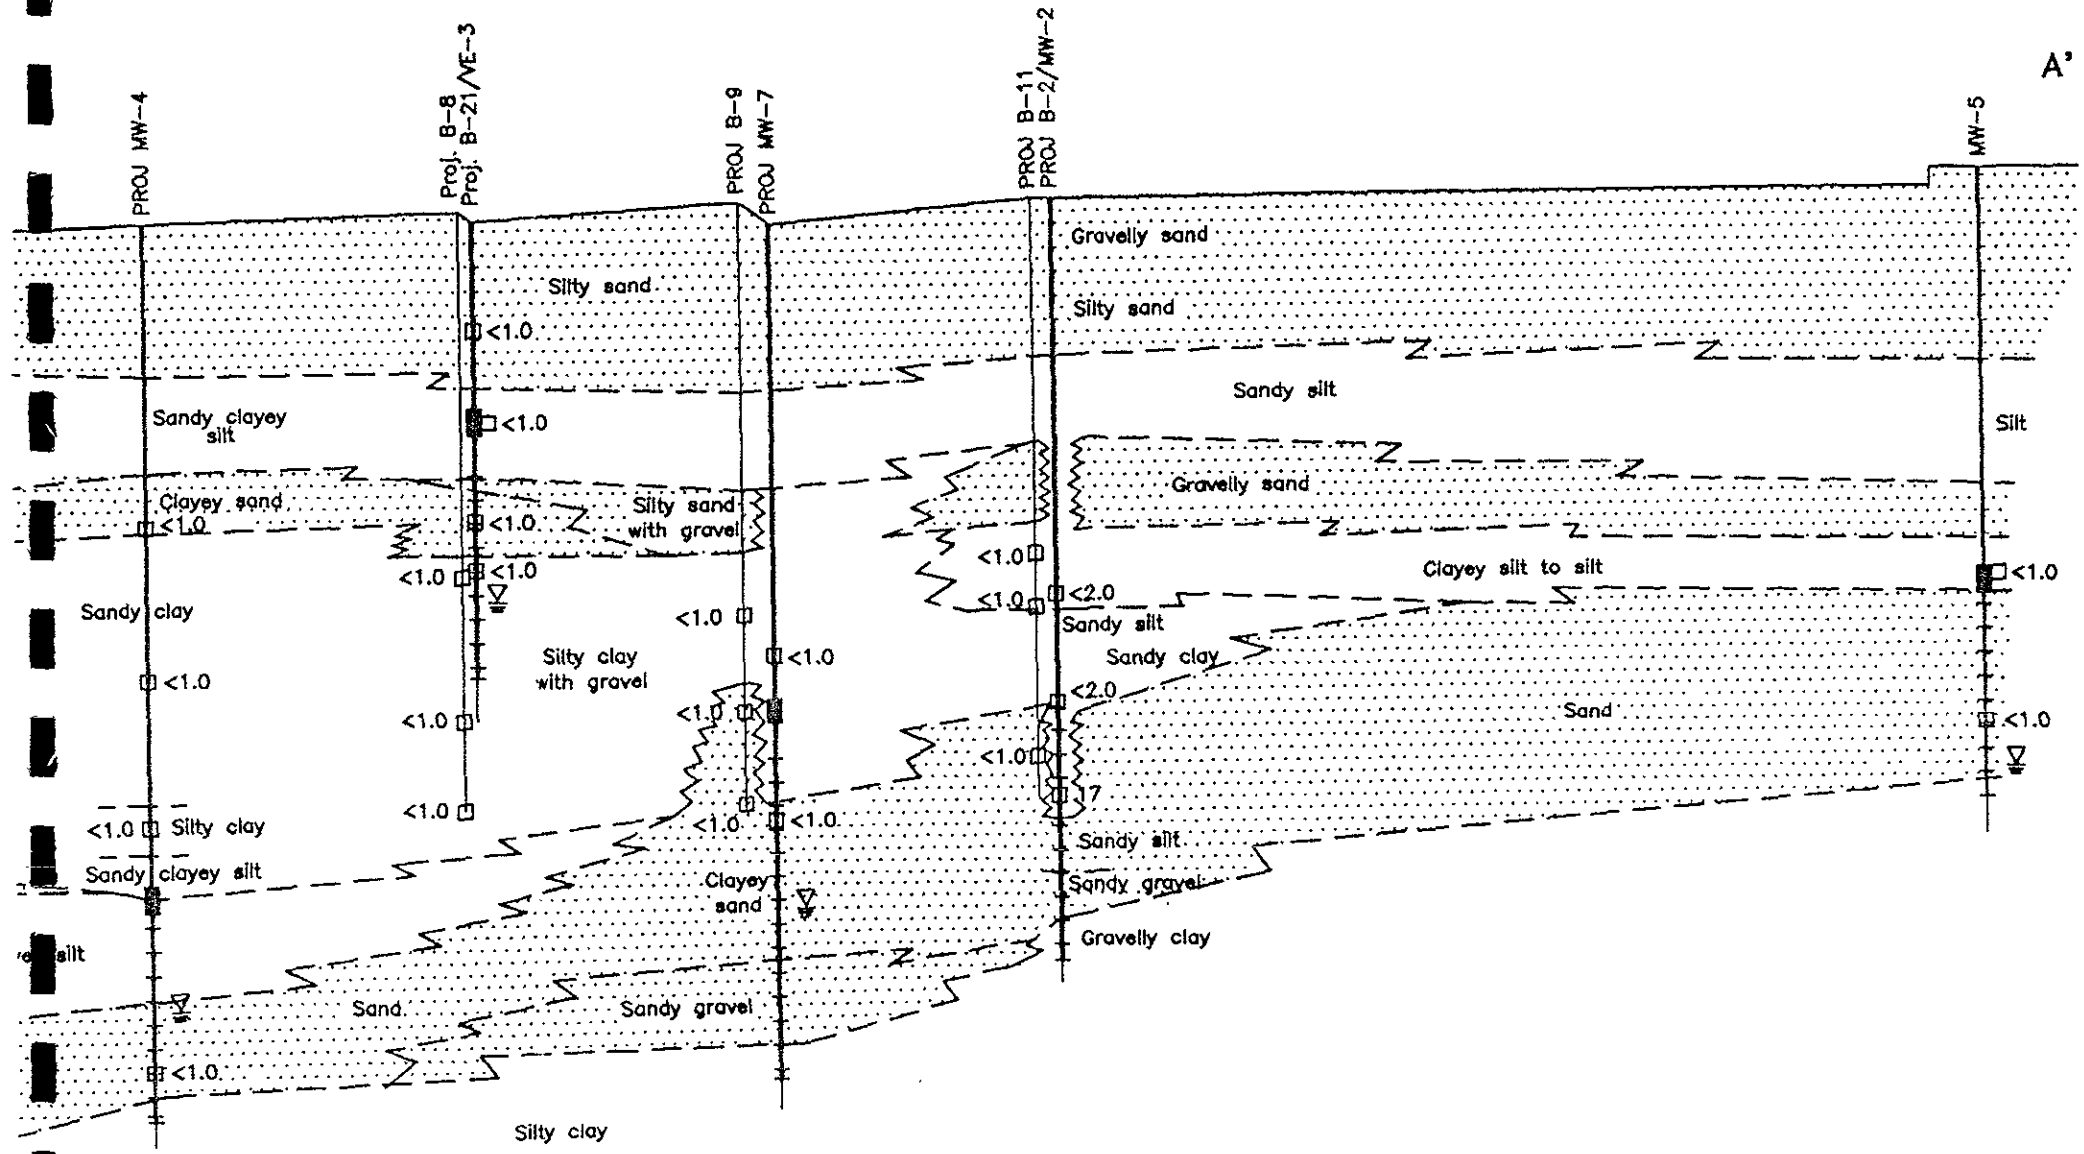 A'
PROJ MW-4
Proj. B-8
Proj. B-21/VE-3
PROJ B-9
PROJ MW-7
PROJ B-11
PROJ B-2/MW-2
MW-5
Gravelly sand
Silty sand
Silty sand
<1.0
Sandy silt
Sandy clayey
silt
<1.0
Silt
Clayey sand
<1.0
<1.0
Silty sand
with gravel
Gravelly sand
<1.0
<1.0
<1.0
Clayey silt to silt
<1.0
<1.0
<2.0
Sandy clay
<1.0
Sandy silt
Silty clay
with gravel
<1.0
Sandy clay
<1.0
<2.0
<1.0
<1.0
Sand
<1.0
<1.0
17
<1.0
<1.0
Silty clay
<1.0
<1.0
Sandy silt
Sandy clayey silt
Clayey
sand
Sandy gravel
Gravelly clay
silt
Sand
Sandy gravel
<1.0
Silty clay